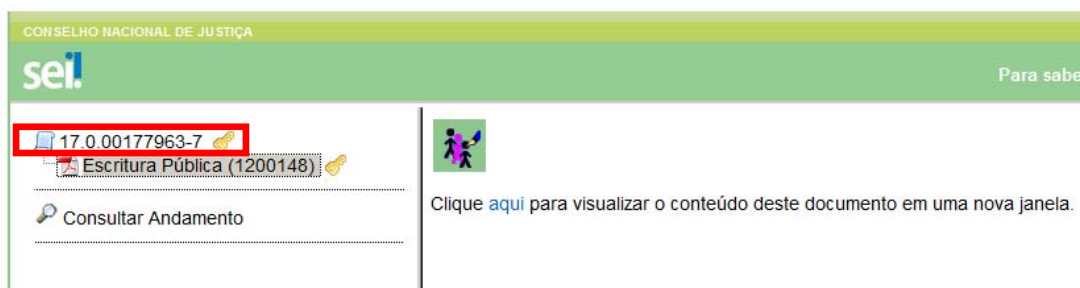 CONSELHO NACIONAL DE JUSTIÇA
sei!
Para sabe
17.0.00177963-7
Escritura Pública (1200148)
Consultar Andamento
Clique aqui para visualizar o conteúdo deste documento em uma nova janela.